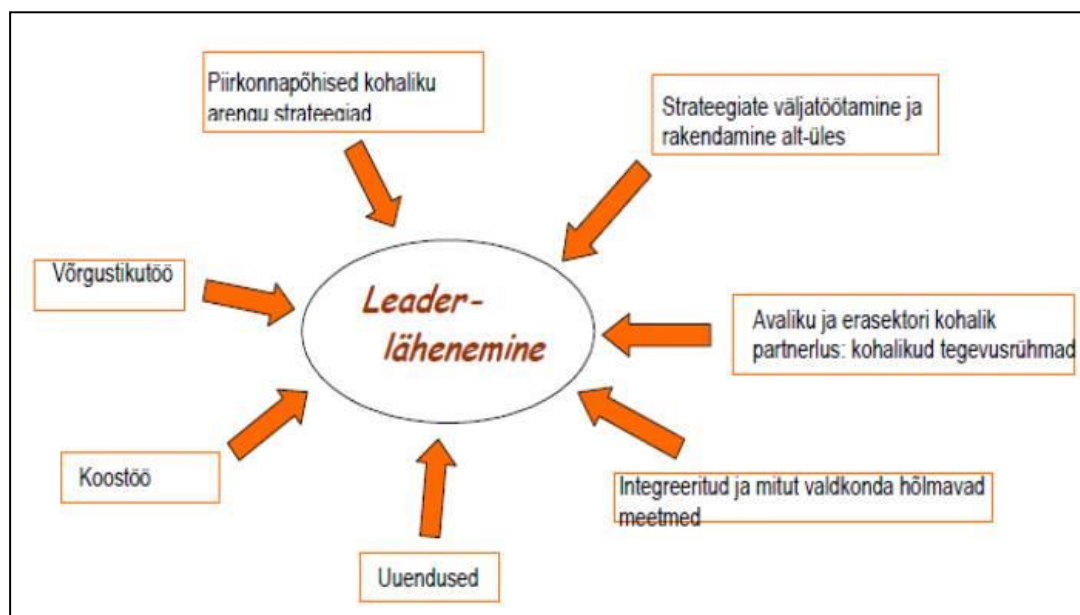 Piirkonnapõhised kohaliku
arengu strateegiad
Strateegiate väljatöötamine ja
rakendamine alt-üles
Võrgustikutöö
Leader-
lähenemine
Avaliku ja erasektori kohalik
partnerlus: kohalikud tegevusrühmad
Koostöö
Integreeritud ja mitut valdkonda hõlmavad
meetmed
Uuendused